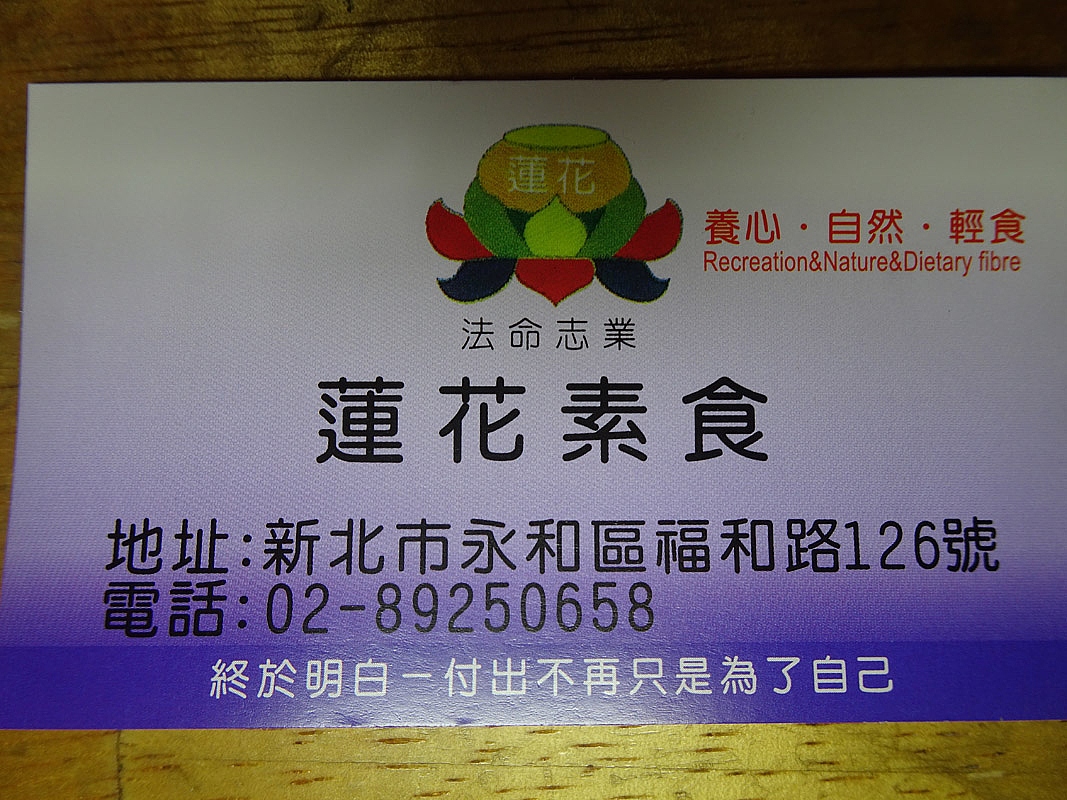 蓮花
養心・自然・輕食
Recreation&Nature&Dietary fibre
法命志業
蓮花素食
地址:新北市永和區福和路126號
電話:02-89250658
終於明白－付出不再只是為了自己